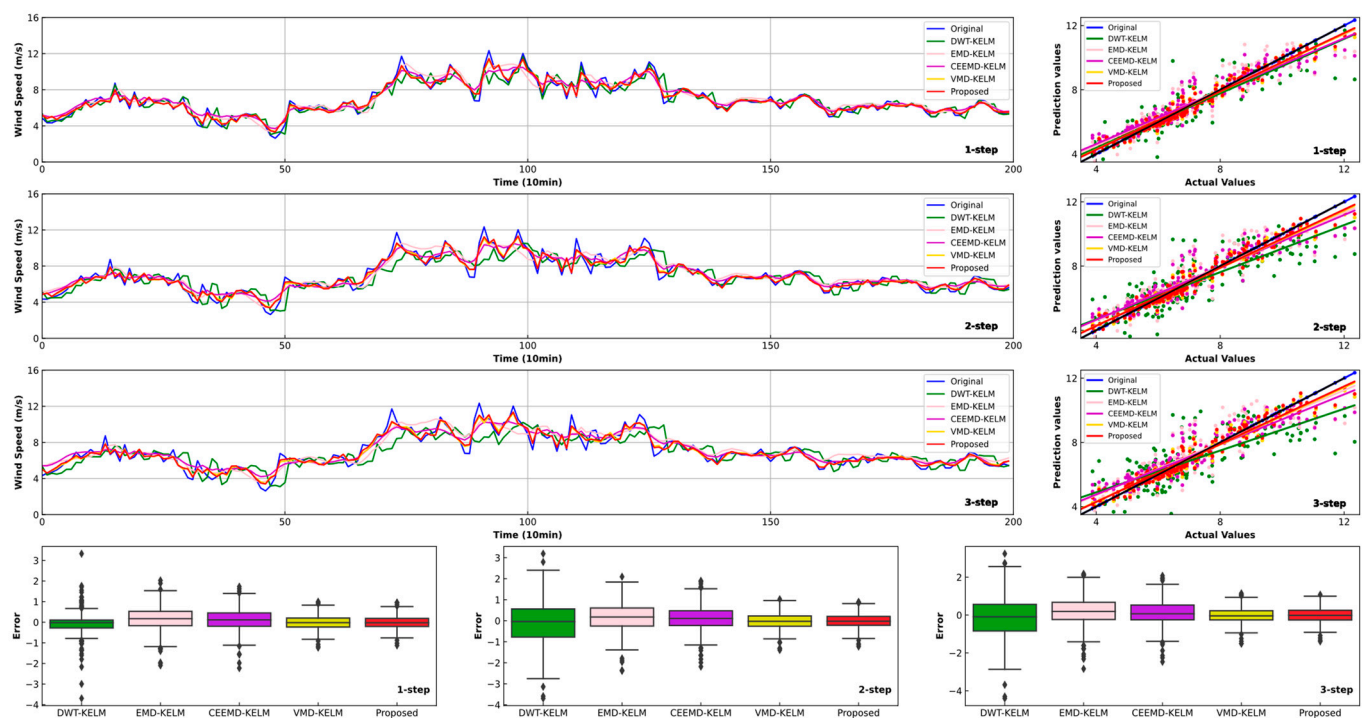 16
12
8
4
0
Wind Speed (m/s)
0
50
100
150
200
Time (10min)
Original
DWT-KELM
EMD-KELM
CEEMD-KELM
VMD-KELM
Proposed
1-step
12
8
4
Prediction values
4
8
12
Actual Values
Original
DWT-KELM
EMD-KELM
CEEMD-KELM
VMD-KELM
Proposed
1-step
16
12
8
4
0
Wind Speed (m/s)
0
50
100
150
200
Time (10min)
Original
DWT-KELM
EMD-KELM
CEEMD-KELM
VMD-KELM
Proposed
2-step
12
8
4
Prediction values
4
8
12
Actual Values
Original
DWT-KELM
EMD-KELM
CEEMD-KELM
VMD-KELM
Proposed
2-step
16
12
8
4
0
Wind Speed (m/s)
0
50
100
150
200
Time (10min)
Original
DWT-KELM
EMD-KELM
CEEMD-KELM
VMD-KELM
Proposed
3-step
12
8
4
Prediction values
4
8
12
Actual Values
Original
DWT-KELM
EMD-KELM
CEEMD-KELM
VMD-KELM
Proposed
3-step
3
2
1
0
−1
−2
−3
−4
Error
DWT-KELM
EMD-KELM
CEEMD-KELM
VMD-KELM
Proposed
1-step
3
2
1
0
−1
−2
−3
−4
Error
DWT-KELM
EMD-KELM
CEEMD-KELM
VMD-KELM
Proposed
2-step
2
0
−2
−4
Error
DWT-KELM
EMD-KELM
CEEMD-KELM
VMD-KELM
Proposed
3-step